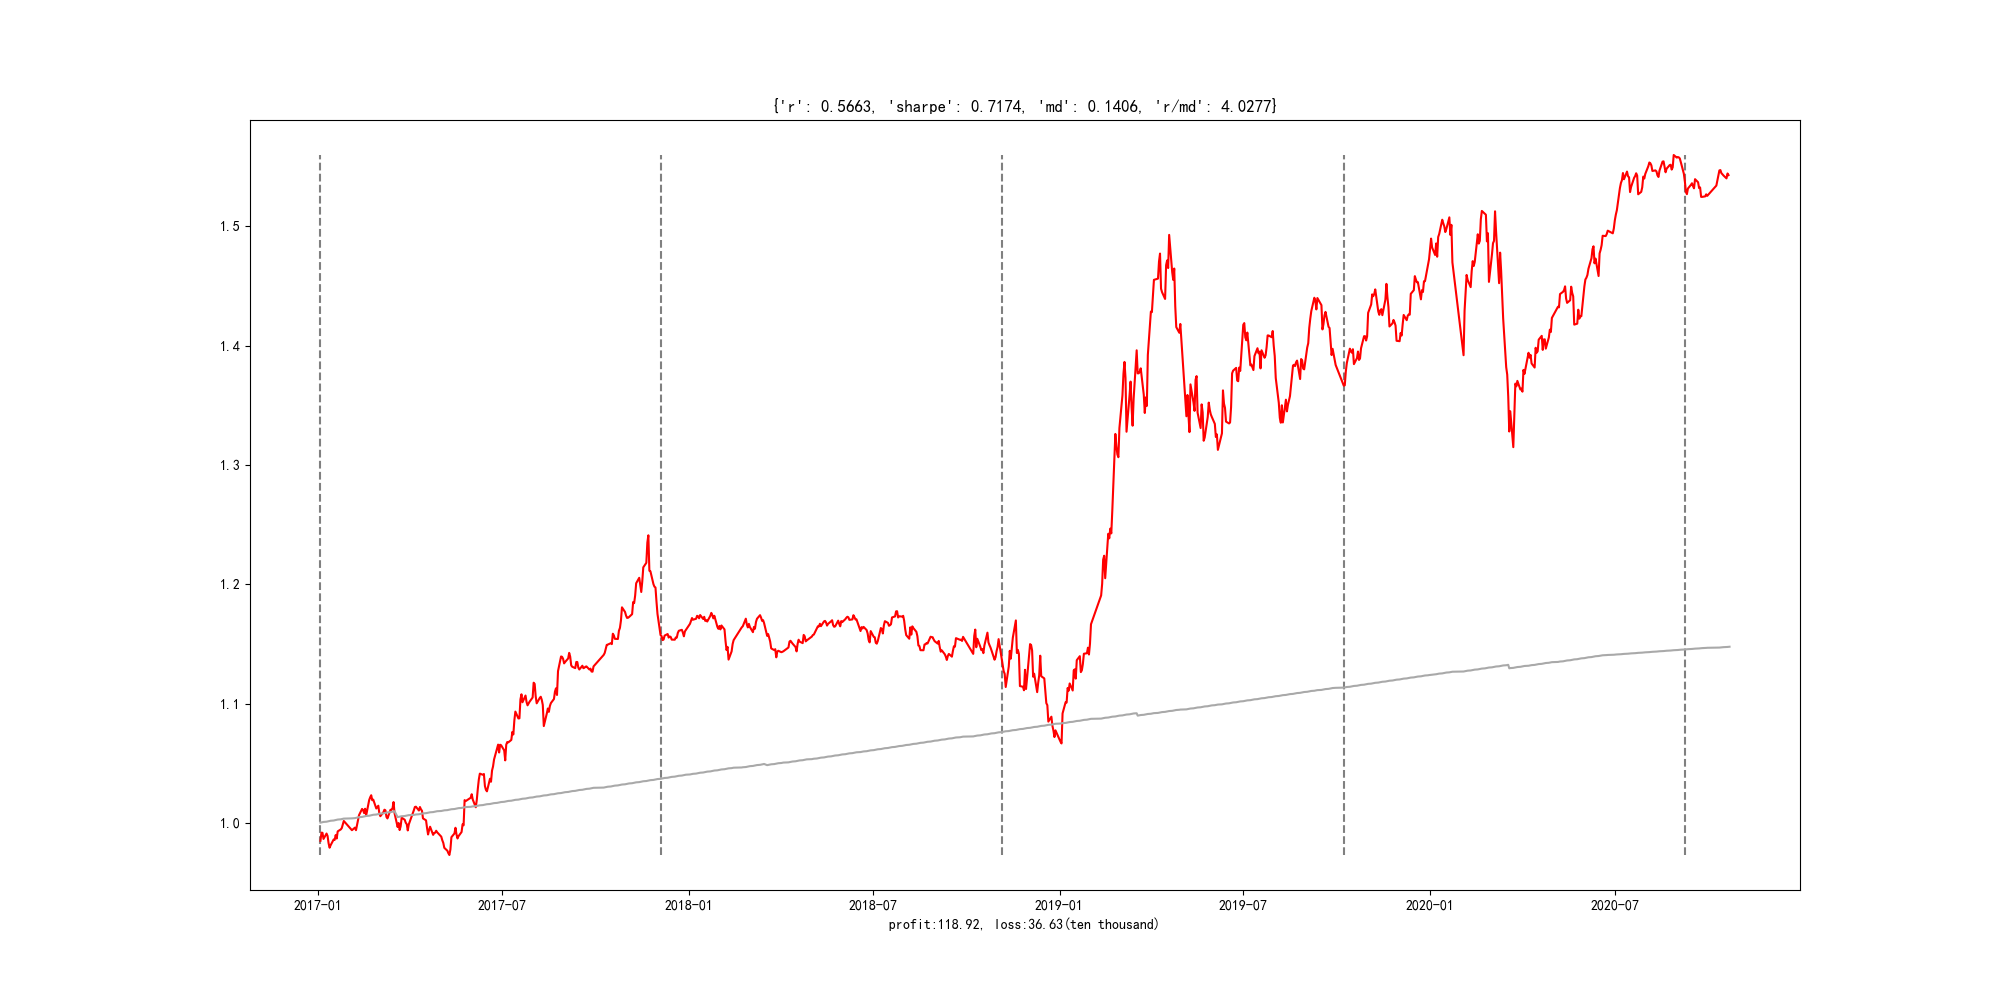 {'r': 0.5663, 'sharpe': 0.7174, 'md': 0.1406, 'r/md': 4.0277}
1.5
1.4
1.3
1.2
1.1
1.0
2017-01 2017-07 2018-01 2018-07 2019-01 2019-07 2020-01 2020-07
profit:118.92, loss:36.63(ten thousand)